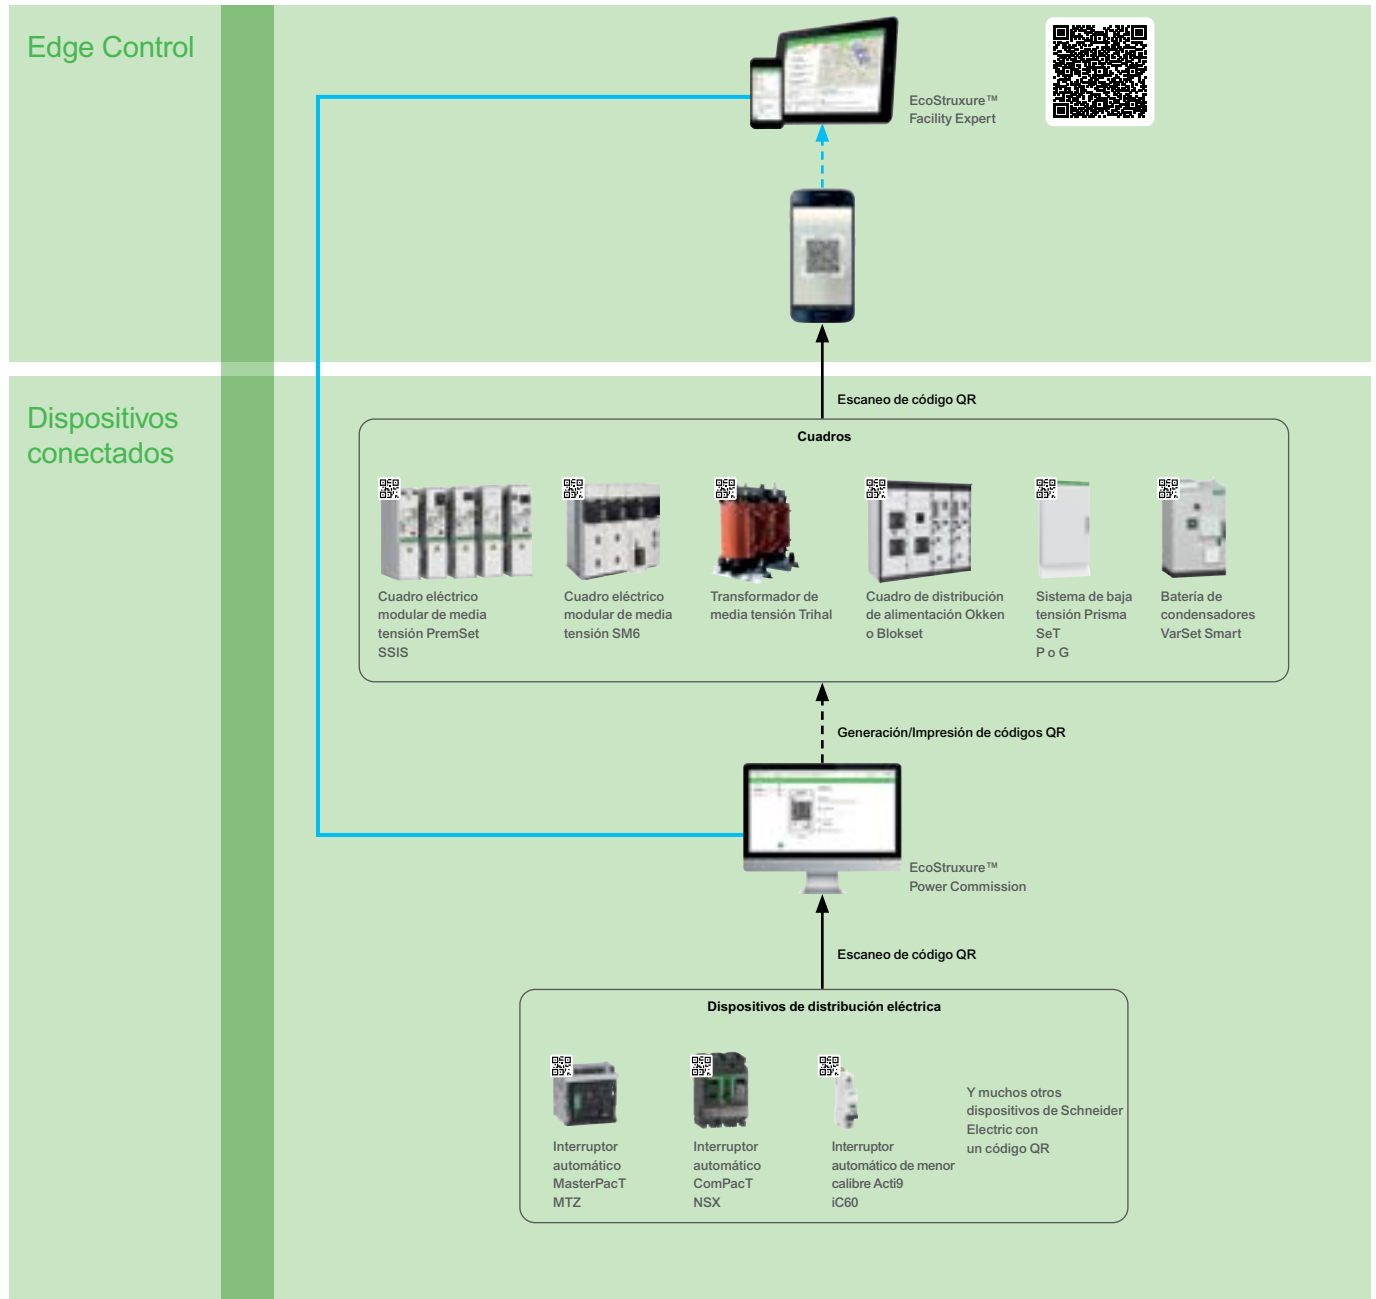 Edge Control
EcoStruxure™
Facility Expert
Dispositivos
conectados
Escaneo de código QR
Cuadros
Cuadro eléctrico
modular de media
tensión PremSet
SSIS
Cuadro eléctrico
modular de media
tensión SM6
Transformador de
media tensión Trihal
Cuadro de distribución
de alimentación Okken
o Blokset
Sistema de baja
tensión Prisma
SeT
P o G
Batería de
condensadores
VarSet Smart
Generación/Impresión de códigos QR
EcoStruxure™
Power Commission
Escaneo de código QR
Dispositivos de distribución eléctrica
Interruptor
automático
MasterPacT
MTZ
Interruptor
automático
ComPacT
NSX
Interruptor
automático de menor
calibre Acti9
iC60
Y muchos otros
dispositivos de Schneider
Electric con
un código QR